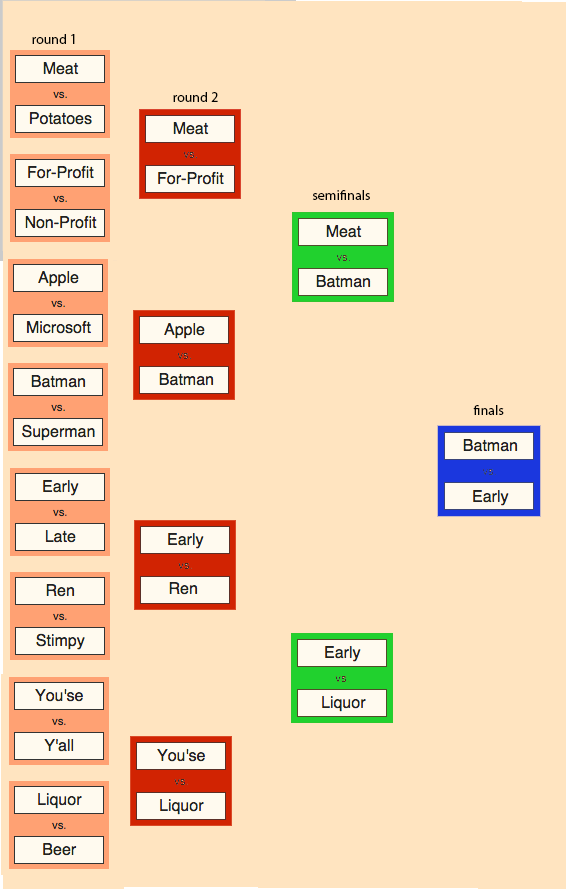 round 1
Meat
vs.
Potatoes
For-Profit
vs.
Non-Profit
Apple
vs.
Microsoft
Batman
vs.
Superman
Early
vs.
Late
Ren
vs.
Stimpy
You'se
vs.
Y'all
Liquor
vs.
Beer
round 2
Meat
vs
For-Profit
Apple
vs.
Batman
Early
vs
Ren
You'se
vs
Liquor
semifinals
Meat
vs.
Batman
Early
vs
Liquor
finals
Batman
vs
Early